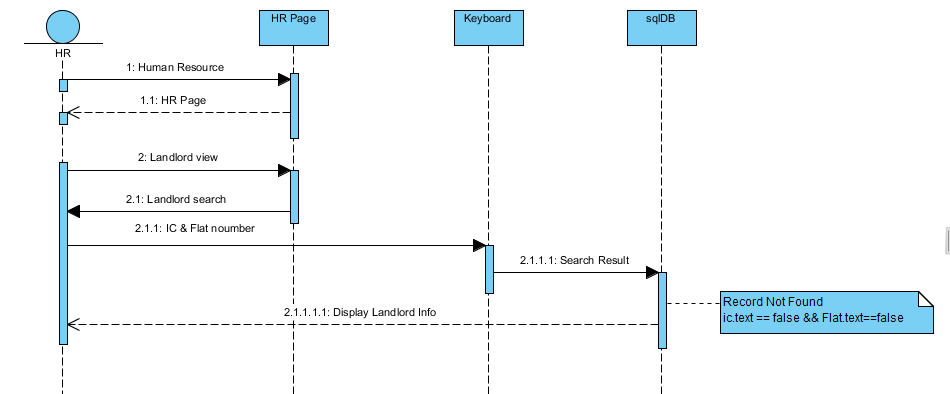 HR Page
Keyboard
sqlDB
HR
1: Human Resource
1.1: HR Page
2: Landlord view
2.1: Landlord search
2.1.1: IC & Flat noumber
2.1.1.1: Search Result
Record Not Found
ic.text == false && Flat.text==false
2.1.1.1.1: Display Landlord Info